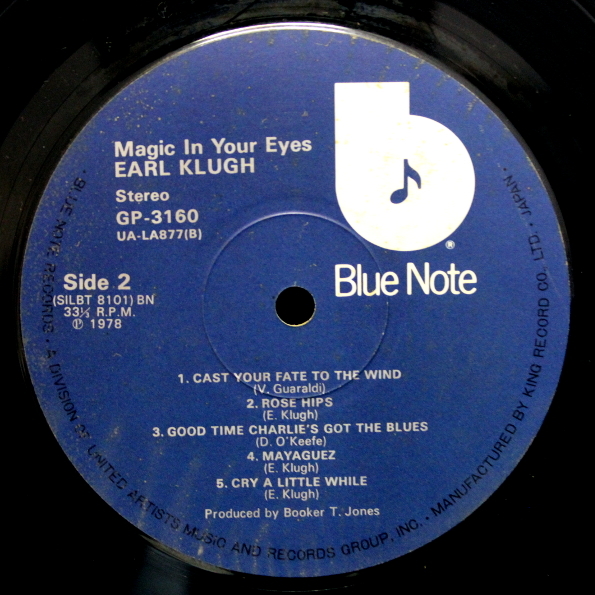 Magic In Your Eyes
EARL KLUGH
Stereo
GP-3160
UA-LA877(B)
®
Blue Note
Side 2
(SILBT 8101) BN
33⅓ R.P.M.
℗ 1978
1. CAST YOUR FATE TO THE WIND
(V. Guaraldi)
2. ROSE HIPS
(E. Klugh)
3. GOOD TIME CHARLIE'S GOT THE BLUES
(D. O'Keefe)
4. MAYAGUEZ
(E. Klugh)
5. CRY A LITTLE WHILE
(E. Klugh)
Produced by Booker T. Jones
· BLUE NOTE RECORDS · A DIVISION OF UNITED ARTISTS MUSIC AND RECORDS GROUP, INC. · MANUFACTURED BY KING RECORD CO. LTD. · JAPAN ·